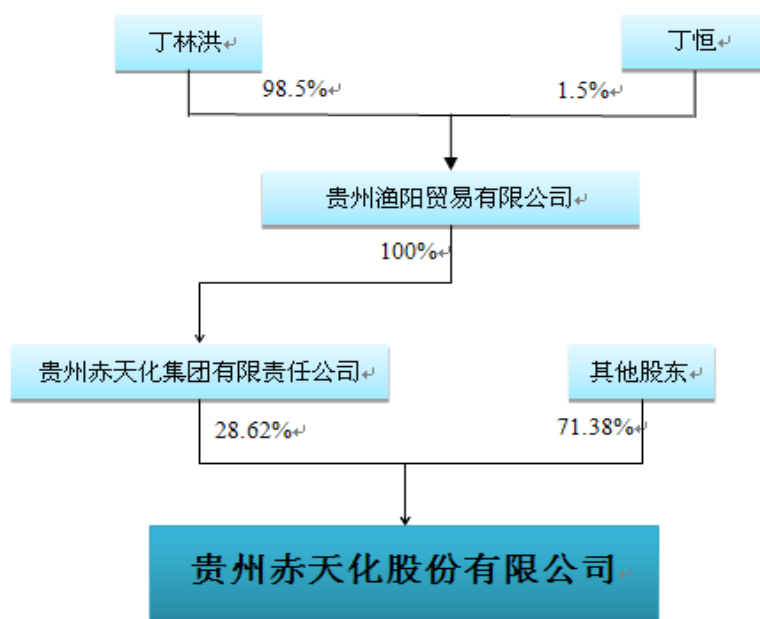 丁林洪
丁恒
98.5%
1.5%
贵州渔阳贸易有限公司
100%
贵州赤天化集团有限责任公司
其他股东
28.62%
71.38%
贵州赤天化股份有限公司